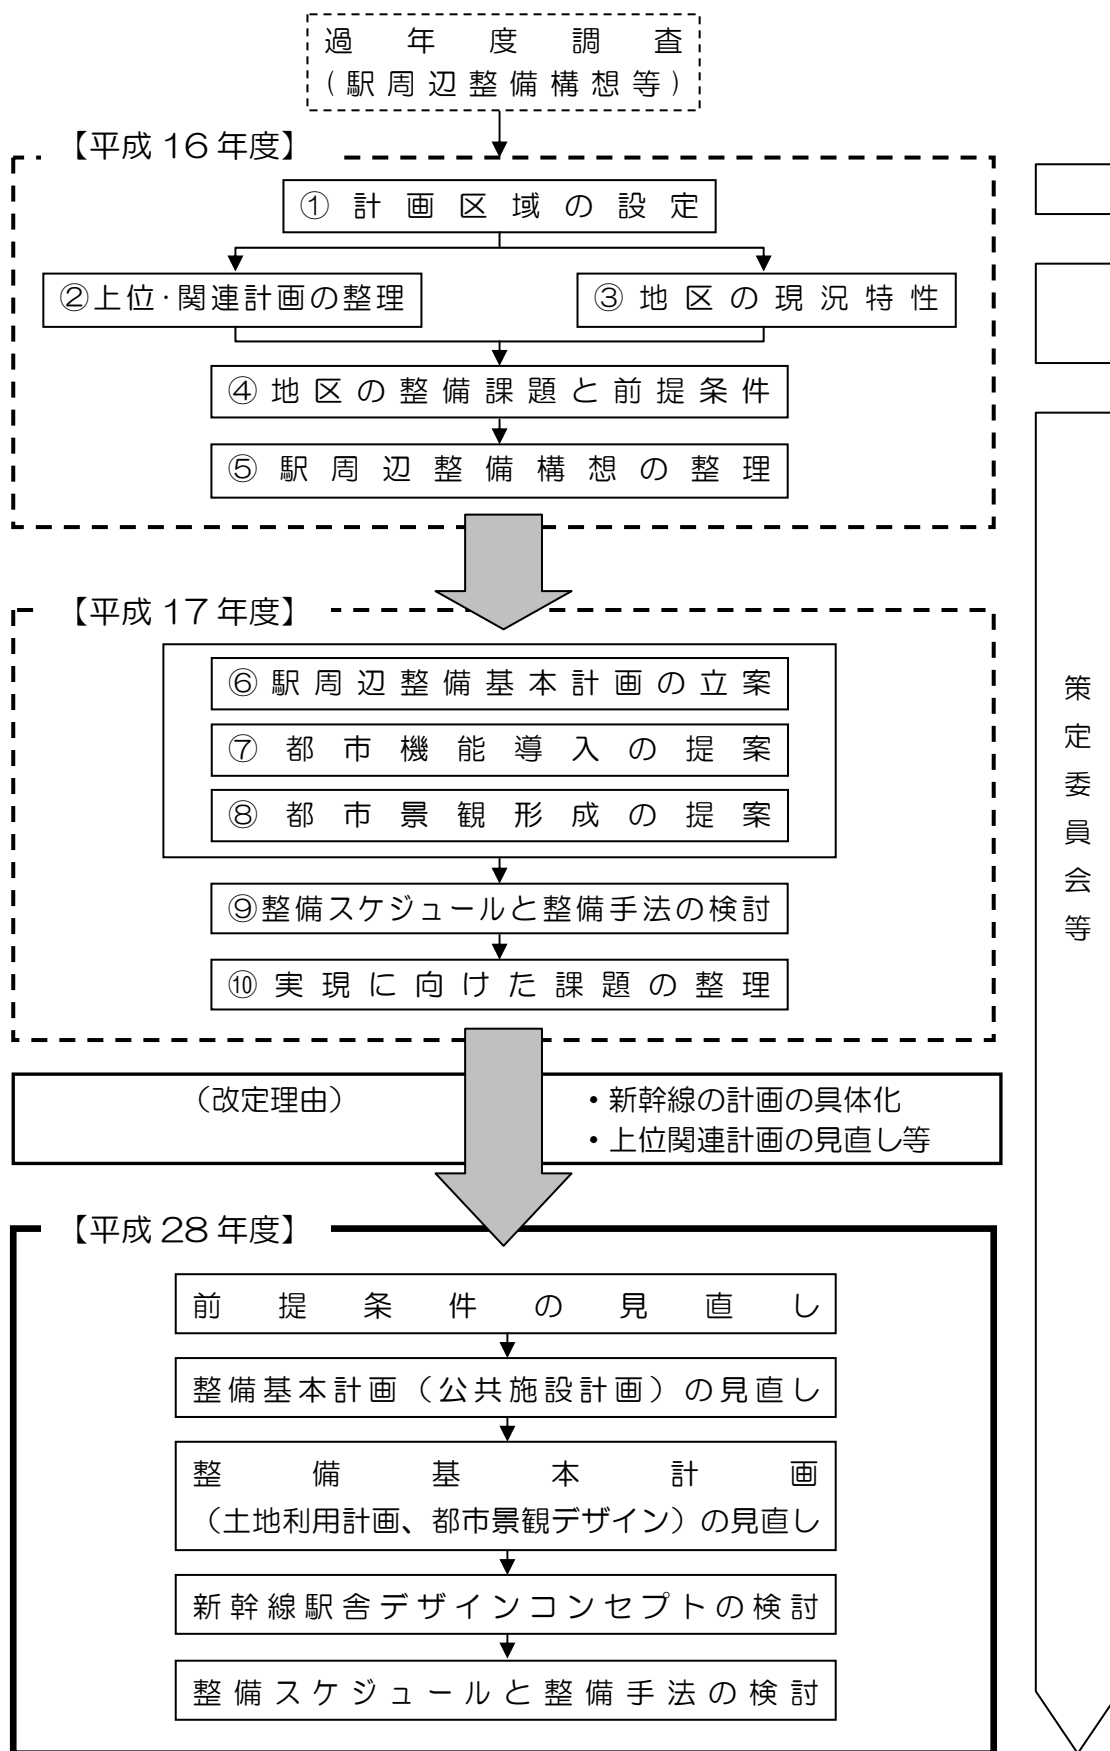 過年度調査
(駅周辺整備構想等)
【平成16年度】
①計画区域の設定
②上位・関連計画の整理
③地区の現況特性
④地区の整備課題と前提条件
⑤駅周辺整備構想の整理
【平成17年度】
⑥駅周辺整備基本計画の立案
⑦都市機能導入の提案
⑧都市景観形成の提案
⑨整備スケジュールと整備手法の検討
⑩実現に向けた課題の整理
(改定理由)
・新幹線の計画の具体化
・上位関連計画の見直し等
【平成28年度】
前提条件の見直し
整備基本計画(公共施設計画)の見直し
整備基本計画
(土地利用計画、都市景観デザイン)の見直し
新幹線駅舎デザインコンセプトの検討
整備スケジュールと整備手法の検討
策定委員会等